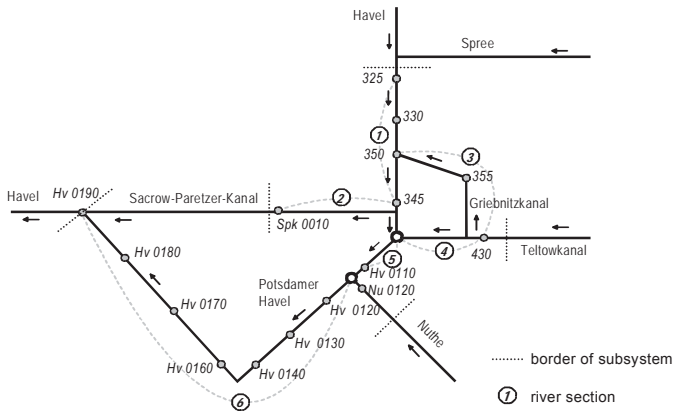 Havel
Spree
325
330
1
350
3
355
345
Havel
Hv 0190
Sacrow-Paretzer-Kanal
2
Griebnitzkanal
Spk 0010
4
430
Teltowkanal
5
Hv 0180
Hv 0110
Potsdamer
Havel
Nu 0120
Hv 0170
Hv 0120
Nuthe
Hv 0130
Hv 0160
Hv 0140
6
border of subsystem
1 river section